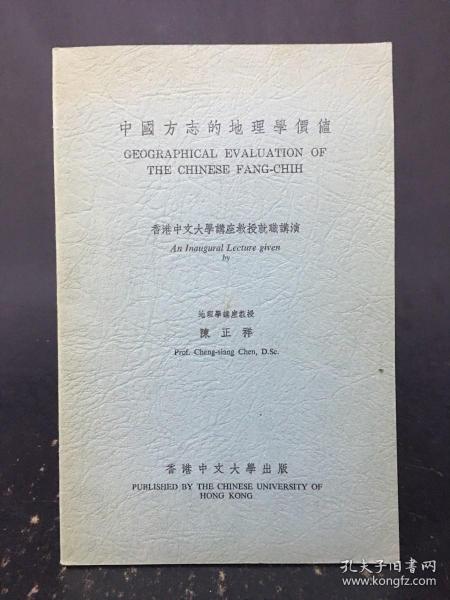 中國方志的地理學價値
GEOGRAPHICAL EVALUATION OF
THE CHINESE FANG-CHIH
香港中文大學講座教授就職講演
An Inaugural Lecture given
by
地理學講座教授
陳正祥
Prof. Cheng-siang Chen, D.Sc.
香港中文大學出版
PUBLISHED BY THE CHINESE UNIVERSITY OF
HONG KONG
孔夫子旧书网
www.kongfz.com